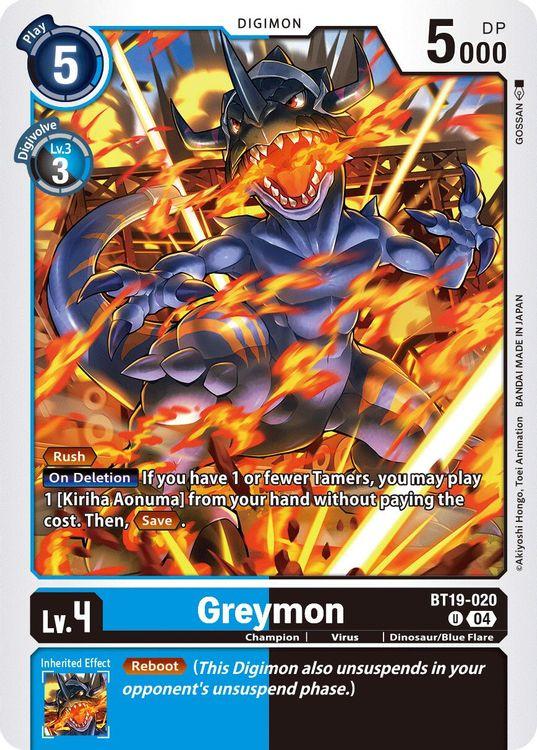 DIGIMON
Play
5
DP
5000
Digivolve
Lv.3
3
GOSSAN
©Akiyoshi Hongo, Toei Animation BANDAI MADE IN JAPAN
Rush
On Deletion If you have 1 or fewer Tamers, you may play
1 [Kiriha Aonuma] from your hand without paying the
cost. Then, Save .
Lv.4
Greymon
BT19-020
U 04
Champion | Virus | Dinosaur/Blue Flare
Inherited Effect
Reboot (This Digimon also unsuspends in your
opponent's unsuspend phase.)